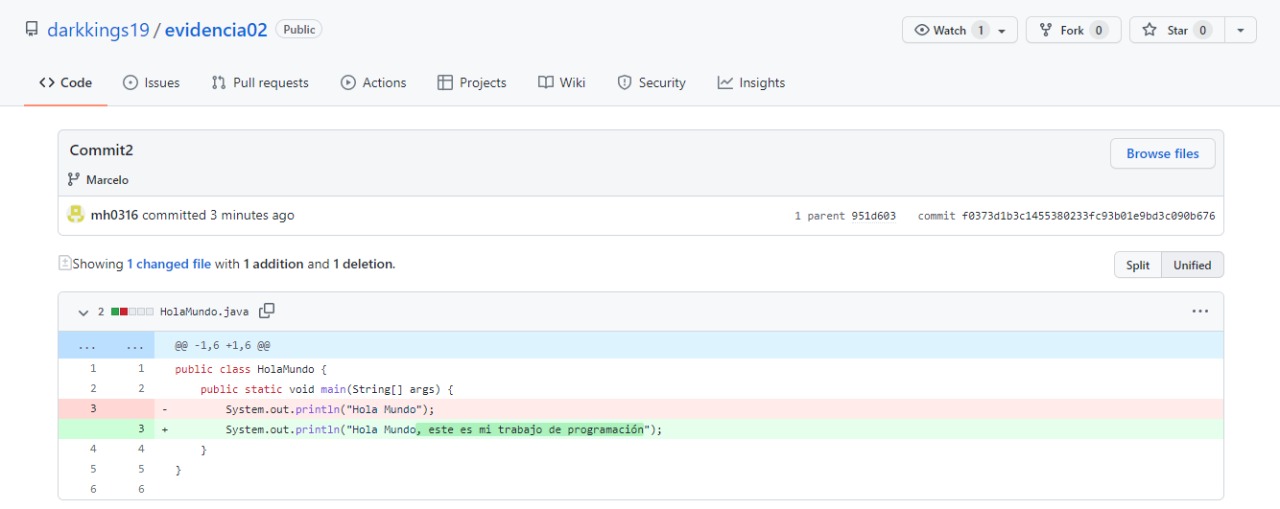 darkkings19 / evidencia02 Public Watch 1 Fork 0 Star 0
<> Code Issues Pull requests Actions Projects Wiki Security Insights
Commit2
Browse files
Marcelo
mh0316 committed 3 minutes ago 1 parent 951d603 commit f0373d1b3c1455380233fc93b01e9bd3c090b676
Showing 1 changed file with 1 addition and 1 deletion. Split Unified
2 HolaMundo.java ...
... ... @@ -1,6 +1,6 @@
1 1 public class HolaMundo {
2 2 public static void main(String[] args) {
3 - System.out.println("Hola Mundo");
3 + System.out.println("Hola Mundo, este es mi trabajo de programación");
4 4 }
5 5 }
6 6